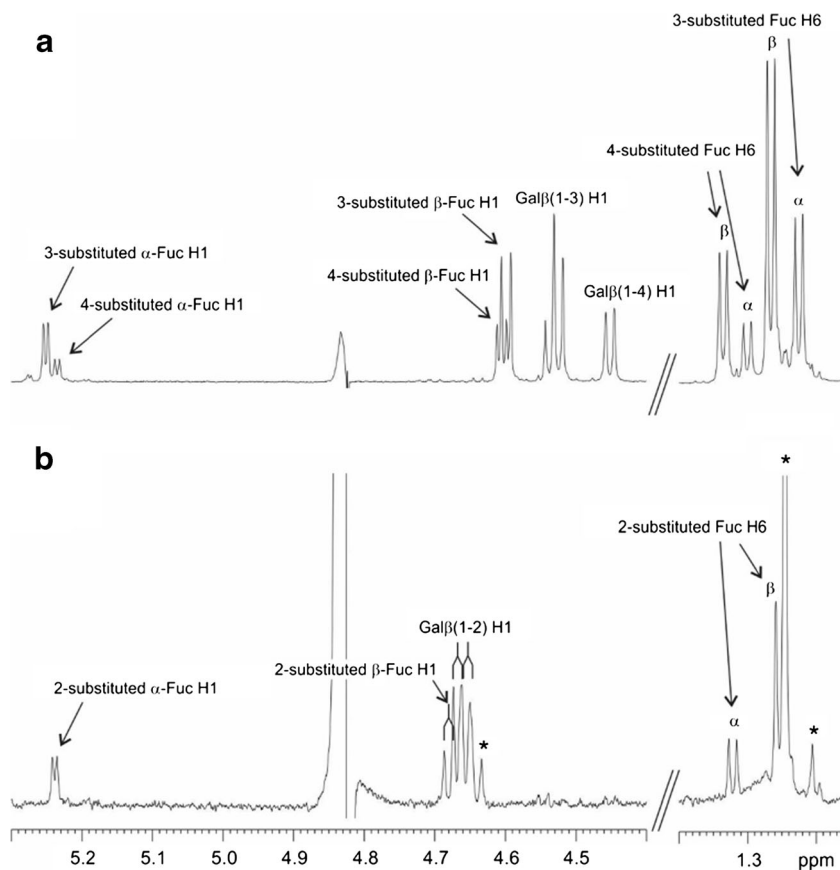 a
3-substituted Fuc H6
β
4-substituted Fuc H6
α
β
α
3-substituted β-Fuc H1
Galβ(1-3) H1
4-substituted β-Fuc H1
Galβ(1-4) H1
3-substituted α-Fuc H1
4-substituted α-Fuc H1
b
*
2-substituted Fuc H6
β
α
*
Galβ(1-2) H1
2-substituted β-Fuc H1
*
2-substituted α-Fuc H1
5.2 5.1 5.0 4.9 4.8 4.7 4.6 4.5 1.3 ppm